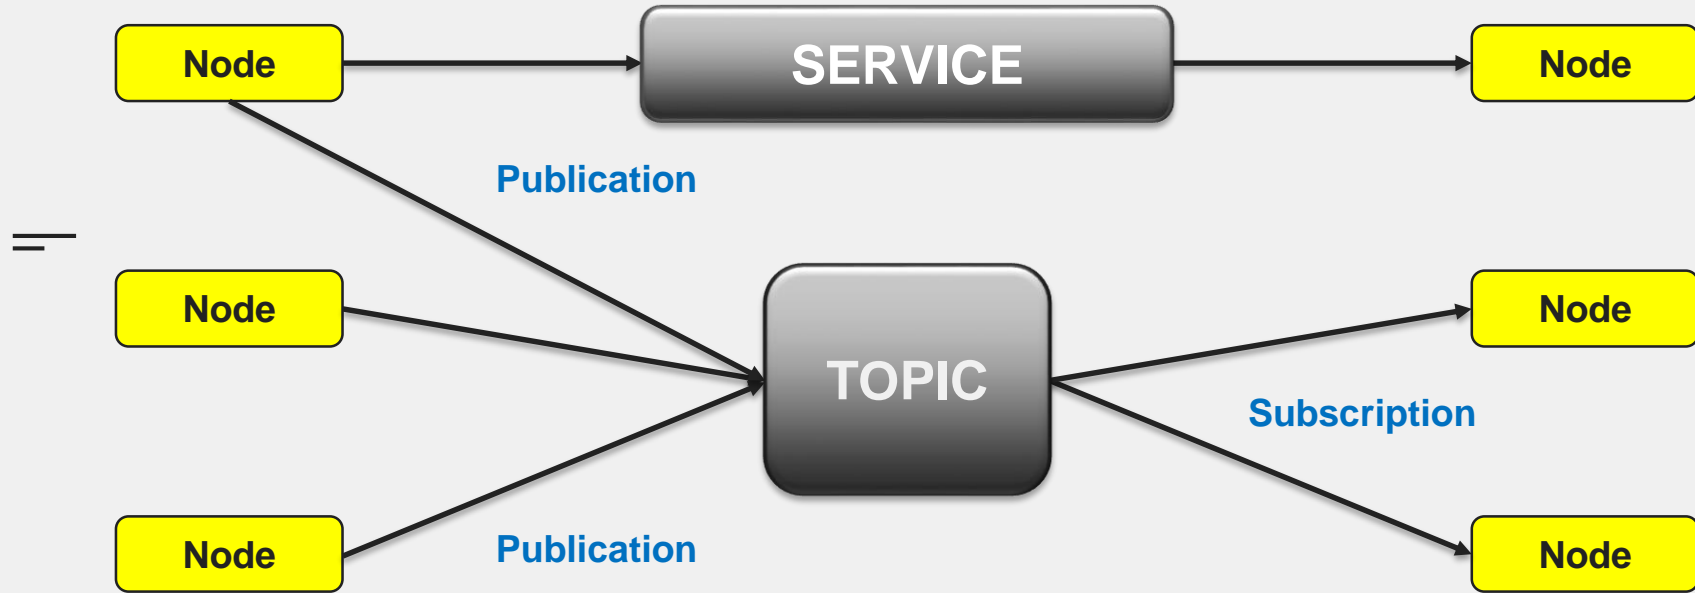 Node
SERVICE
Node
Publication
Node
TOPIC
Node
Subscription
Node
Publication
Node